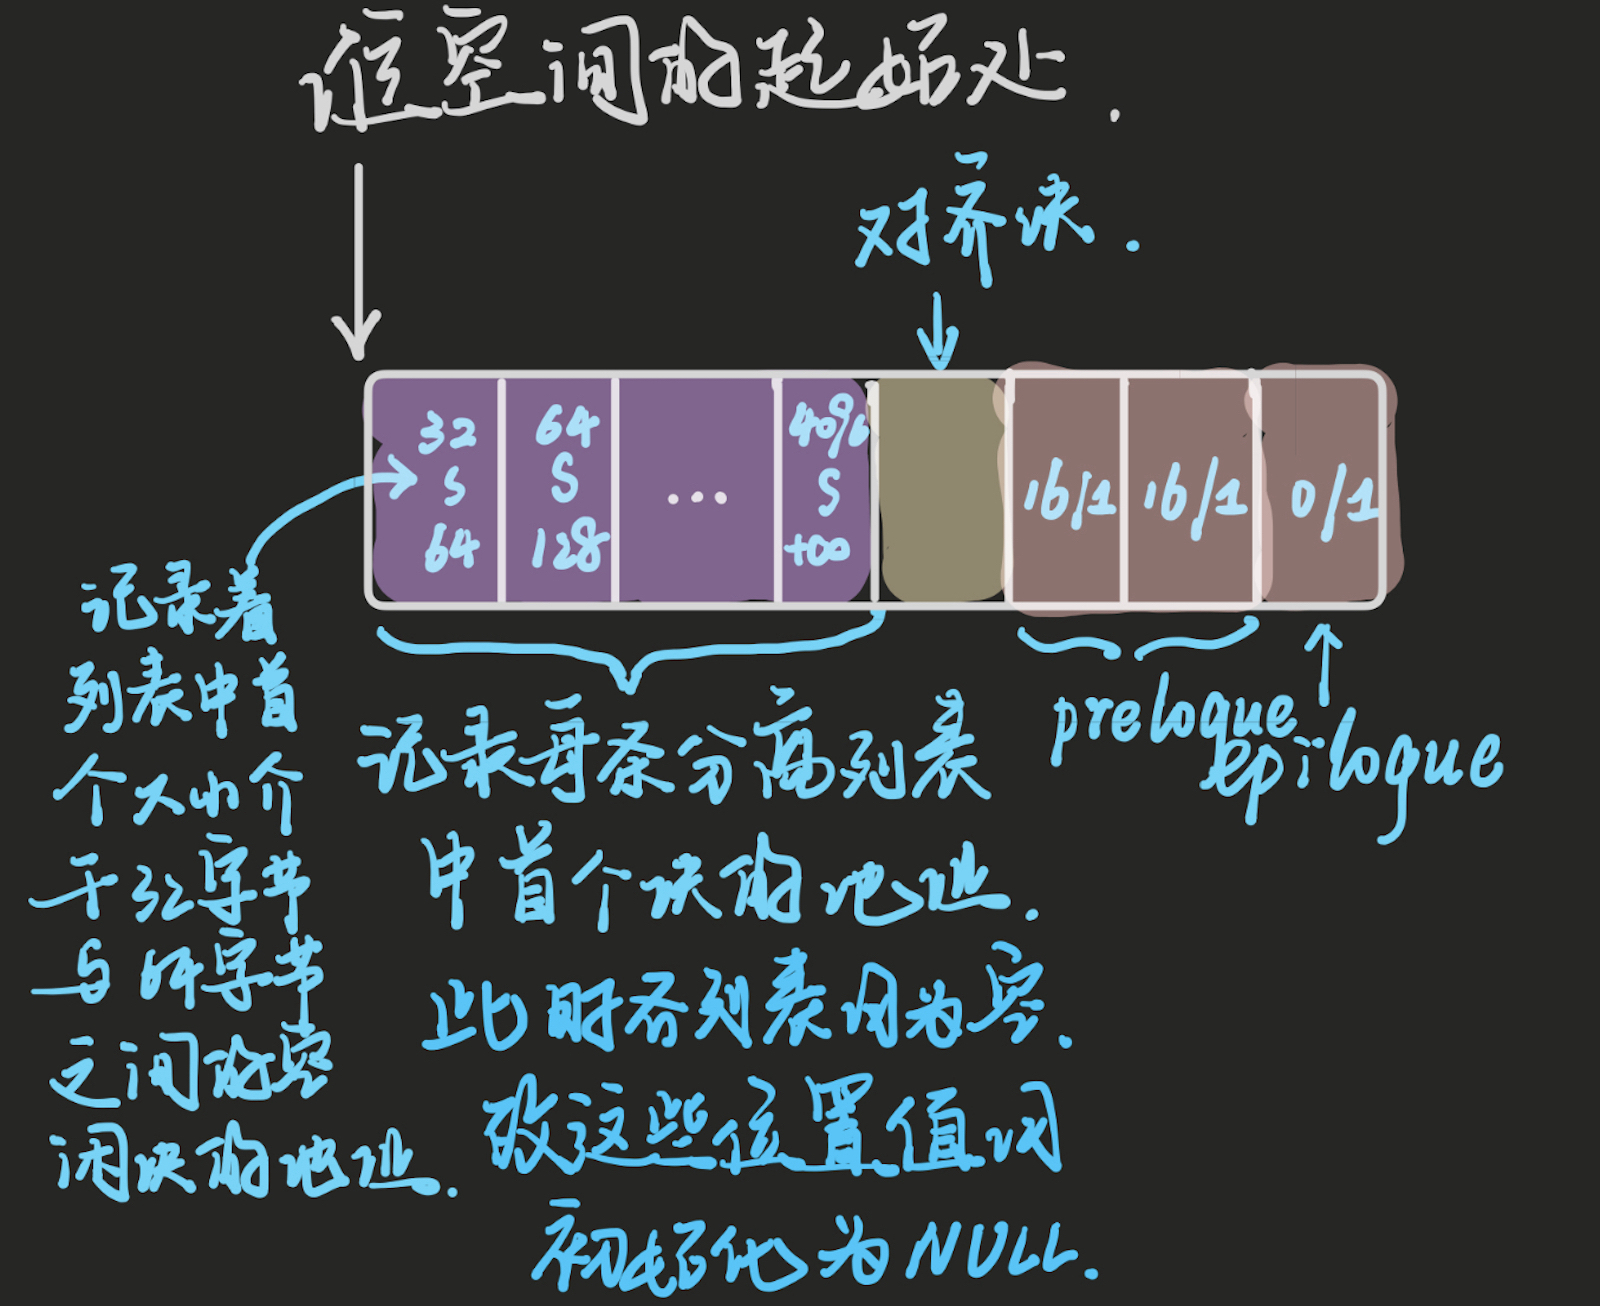 堆空间的起始处.
对齐块.
32
S
64
64
S
128
...
4096
S
+∞
16/1
16/1
0/1
prologue
epilogue
记录着
列表中首
个大小介
于32字节
与64字节
之间的空
闲块的地址.
记录每条分离列表
中首个块的地址.
此时各列表均为空.
故这些位置值均
初始化为NULL.